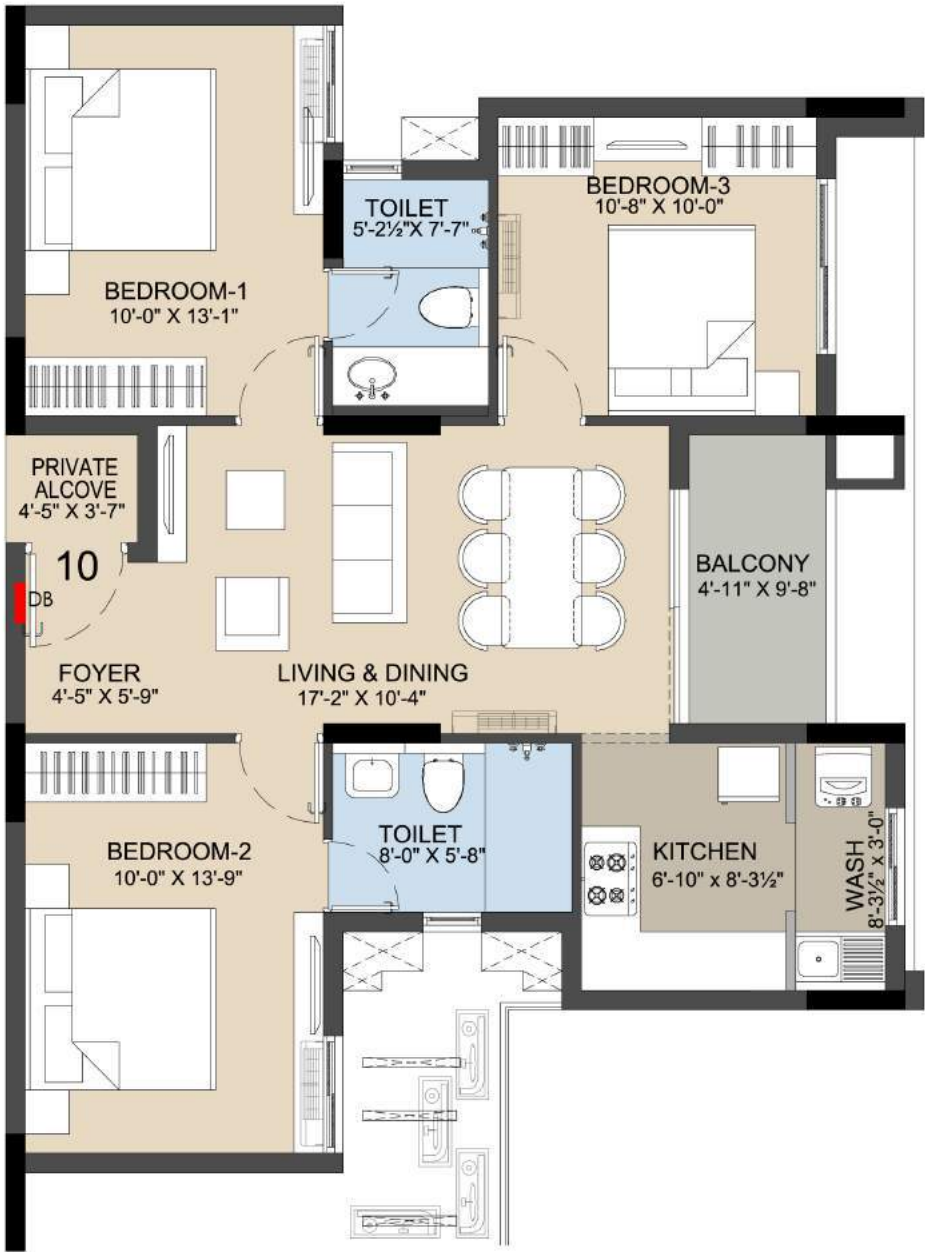 TOILET
5'-2½"X 7'-7"
BEDROOM-3
10'-8" X 10'-0"
BEDROOM-1
10'-0" X 13'-1"
PRIVATE
ALCOVE
4'-5" X 3'-7"
10
DB
BALCONY
4'-11" X 9'-8"
FOYER
4'-5" X 5'-9"
LIVING & DINING
17'-2" X 10'-4"
TOILET
8'-0" X 5'-8"
BEDROOM-2
10'-0" X 13'-9"
KITCHEN
6'-10" x 8'-3½"
WASH
8'-3½" x 3'-0"